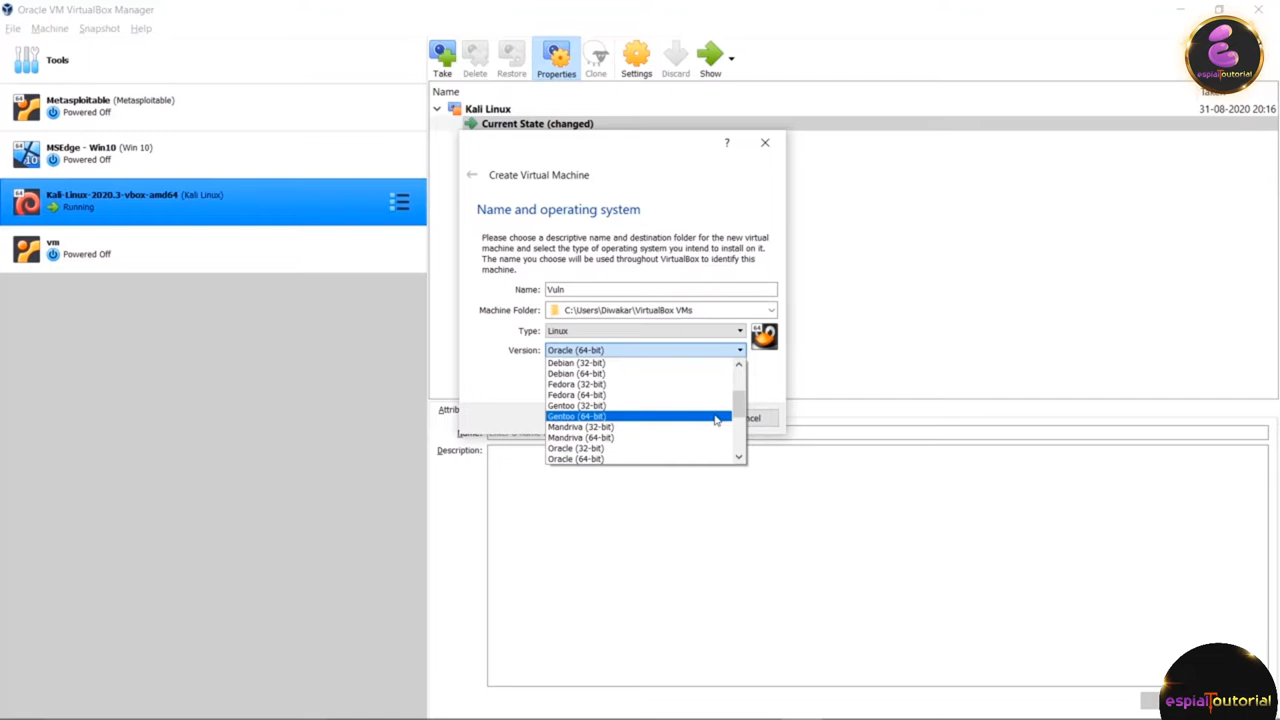 Oracle VM VirtualBox Manager
File Machine Snapshot Help
Tools
Take Delete Restore Properties Clone Settings Discard Show
Metasploitable (Metasploitable)
Powered Off
MSEdge - Win10 (Win 10)
Powered Off
Kali-Linux-2020.3-vbox-amd64 (Kali Linux)
Running
vm
Powered Off
Name
Kali Linux 31-08-2020 20:16
Current State (changed)
?
Create Virtual Machine
Name and operating system
Please choose a descriptive name and destination folder for the new virtual
machine and select the type of operating system you intend to install on it.
The name you choose will be used throughout VirtualBox to identify this
machine.
Name: Vuln
Machine Folder: C:\Users\Diwakar\VirtualBox VMs
Type: Linux
Version: Oracle (64-bit)
Debian (32-bit)
Debian (64-bit)
Fedora (32-bit)
Fedora (64-bit)
Gentoo (32-bit)
Gentoo (64-bit)
Mandriva (32-bit)
Mandriva (64-bit)
Oracle (32-bit)
Oracle (64-bit)
Name:
Description:
espialToutorial
espialToutorial